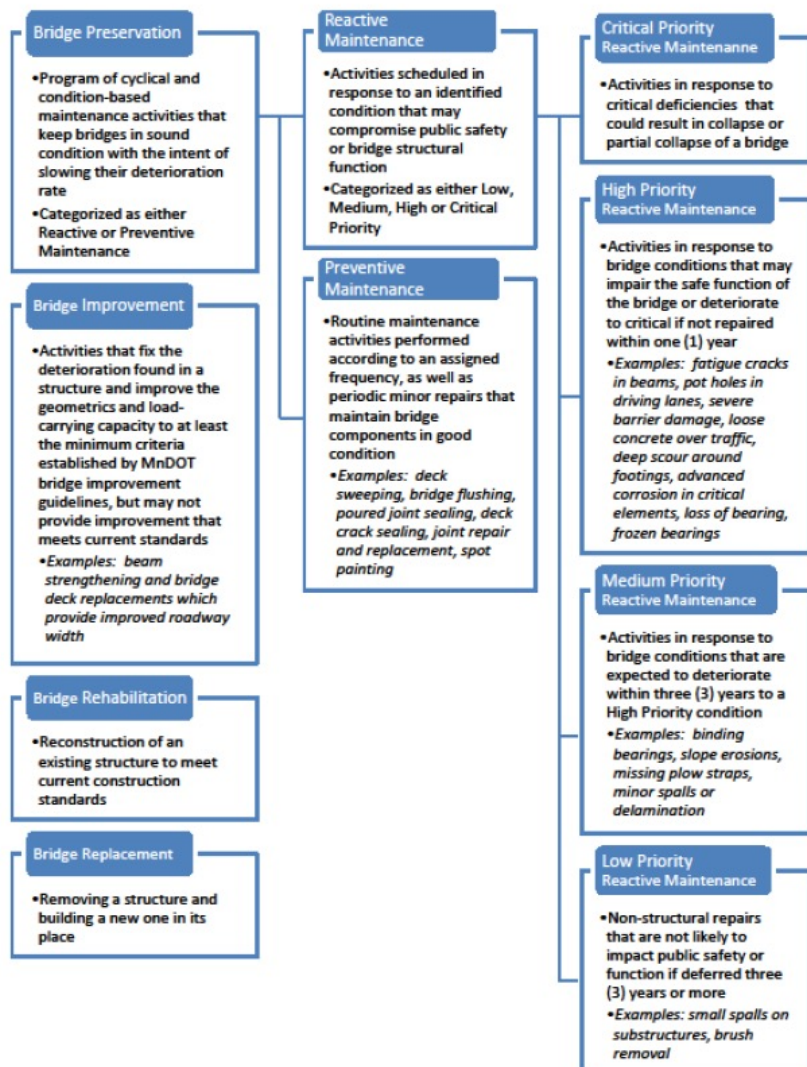 Bridge Preservation
•Program of cyclical and
condition-based
maintenance activities that
keep bridges in sound
condition with the intent of
slowing their deterioration
rate
•Categorized as either
Reactive or Preventive
Maintenance
Bridge Improvement
•Activities that fix the
deterioration found in a
structure and improve the
geometrics and load-
carrying capacity to at least
the minimum criteria
established by MnDOT
bridge improvement
guidelines, but may not
provide improvement that
meets current standards
•Examples: beam
strengthening and bridge
deck replacements which
provide improved roadway
width
Bridge Rehabilitation
•Reconstruction of an
existing structure to meet
current construction
standards
Bridge Replacement
•Removing a structure and
building a new one in its
place
Reactive
Maintenance
•Activities scheduled in
response to an identified
condition that may
compromise public safety
or bridge structural
function
•Categorized as either Low,
Medium, High or Critical
Priority
Preventive
Maintenance
•Routine maintenance
activities performed
according to an assigned
frequency, as well as
periodic minor repairs that
maintain bridge
components in good
condition
•Examples: deck
sweeping, bridge flushing,
poured joint sealing, deck
crack sealing, joint repair
and replacement, spot
painting
Critical Priority
Reactive Maintenanne
•Activities in response to
critical deficiencies that
could result in collapse or
partial collapse of a bridge
High Priority
Reactive Maintenance
•Activities in response to
bridge conditions that may
impair the safe function of
the bridge or deteriorate
to critical if not repaired
within one (1) year
•Examples: fatigue cracks
in beams, pot holes in
driving lanes, severe
barrier damage, loose
concrete over traffic,
deep scour around
footings, advanced
corrosion in critical
elements, loss of bearing,
frozen bearings
Medium Priority
Reactive Maintenance
•Activities in response to
bridge conditions that are
expected to deteriorate
within three (3) years to a
High Priority condition
•Examples: binding
bearings, slope erosions,
missing plow straps,
minor spalls or
delamination
Low Priority
Reactive Maintenance
•Non-structural repairs
that are not likely to
impact public safety or
function if deferred three
(3) years or more
•Examples: small spalls on
substructures, brush
removal